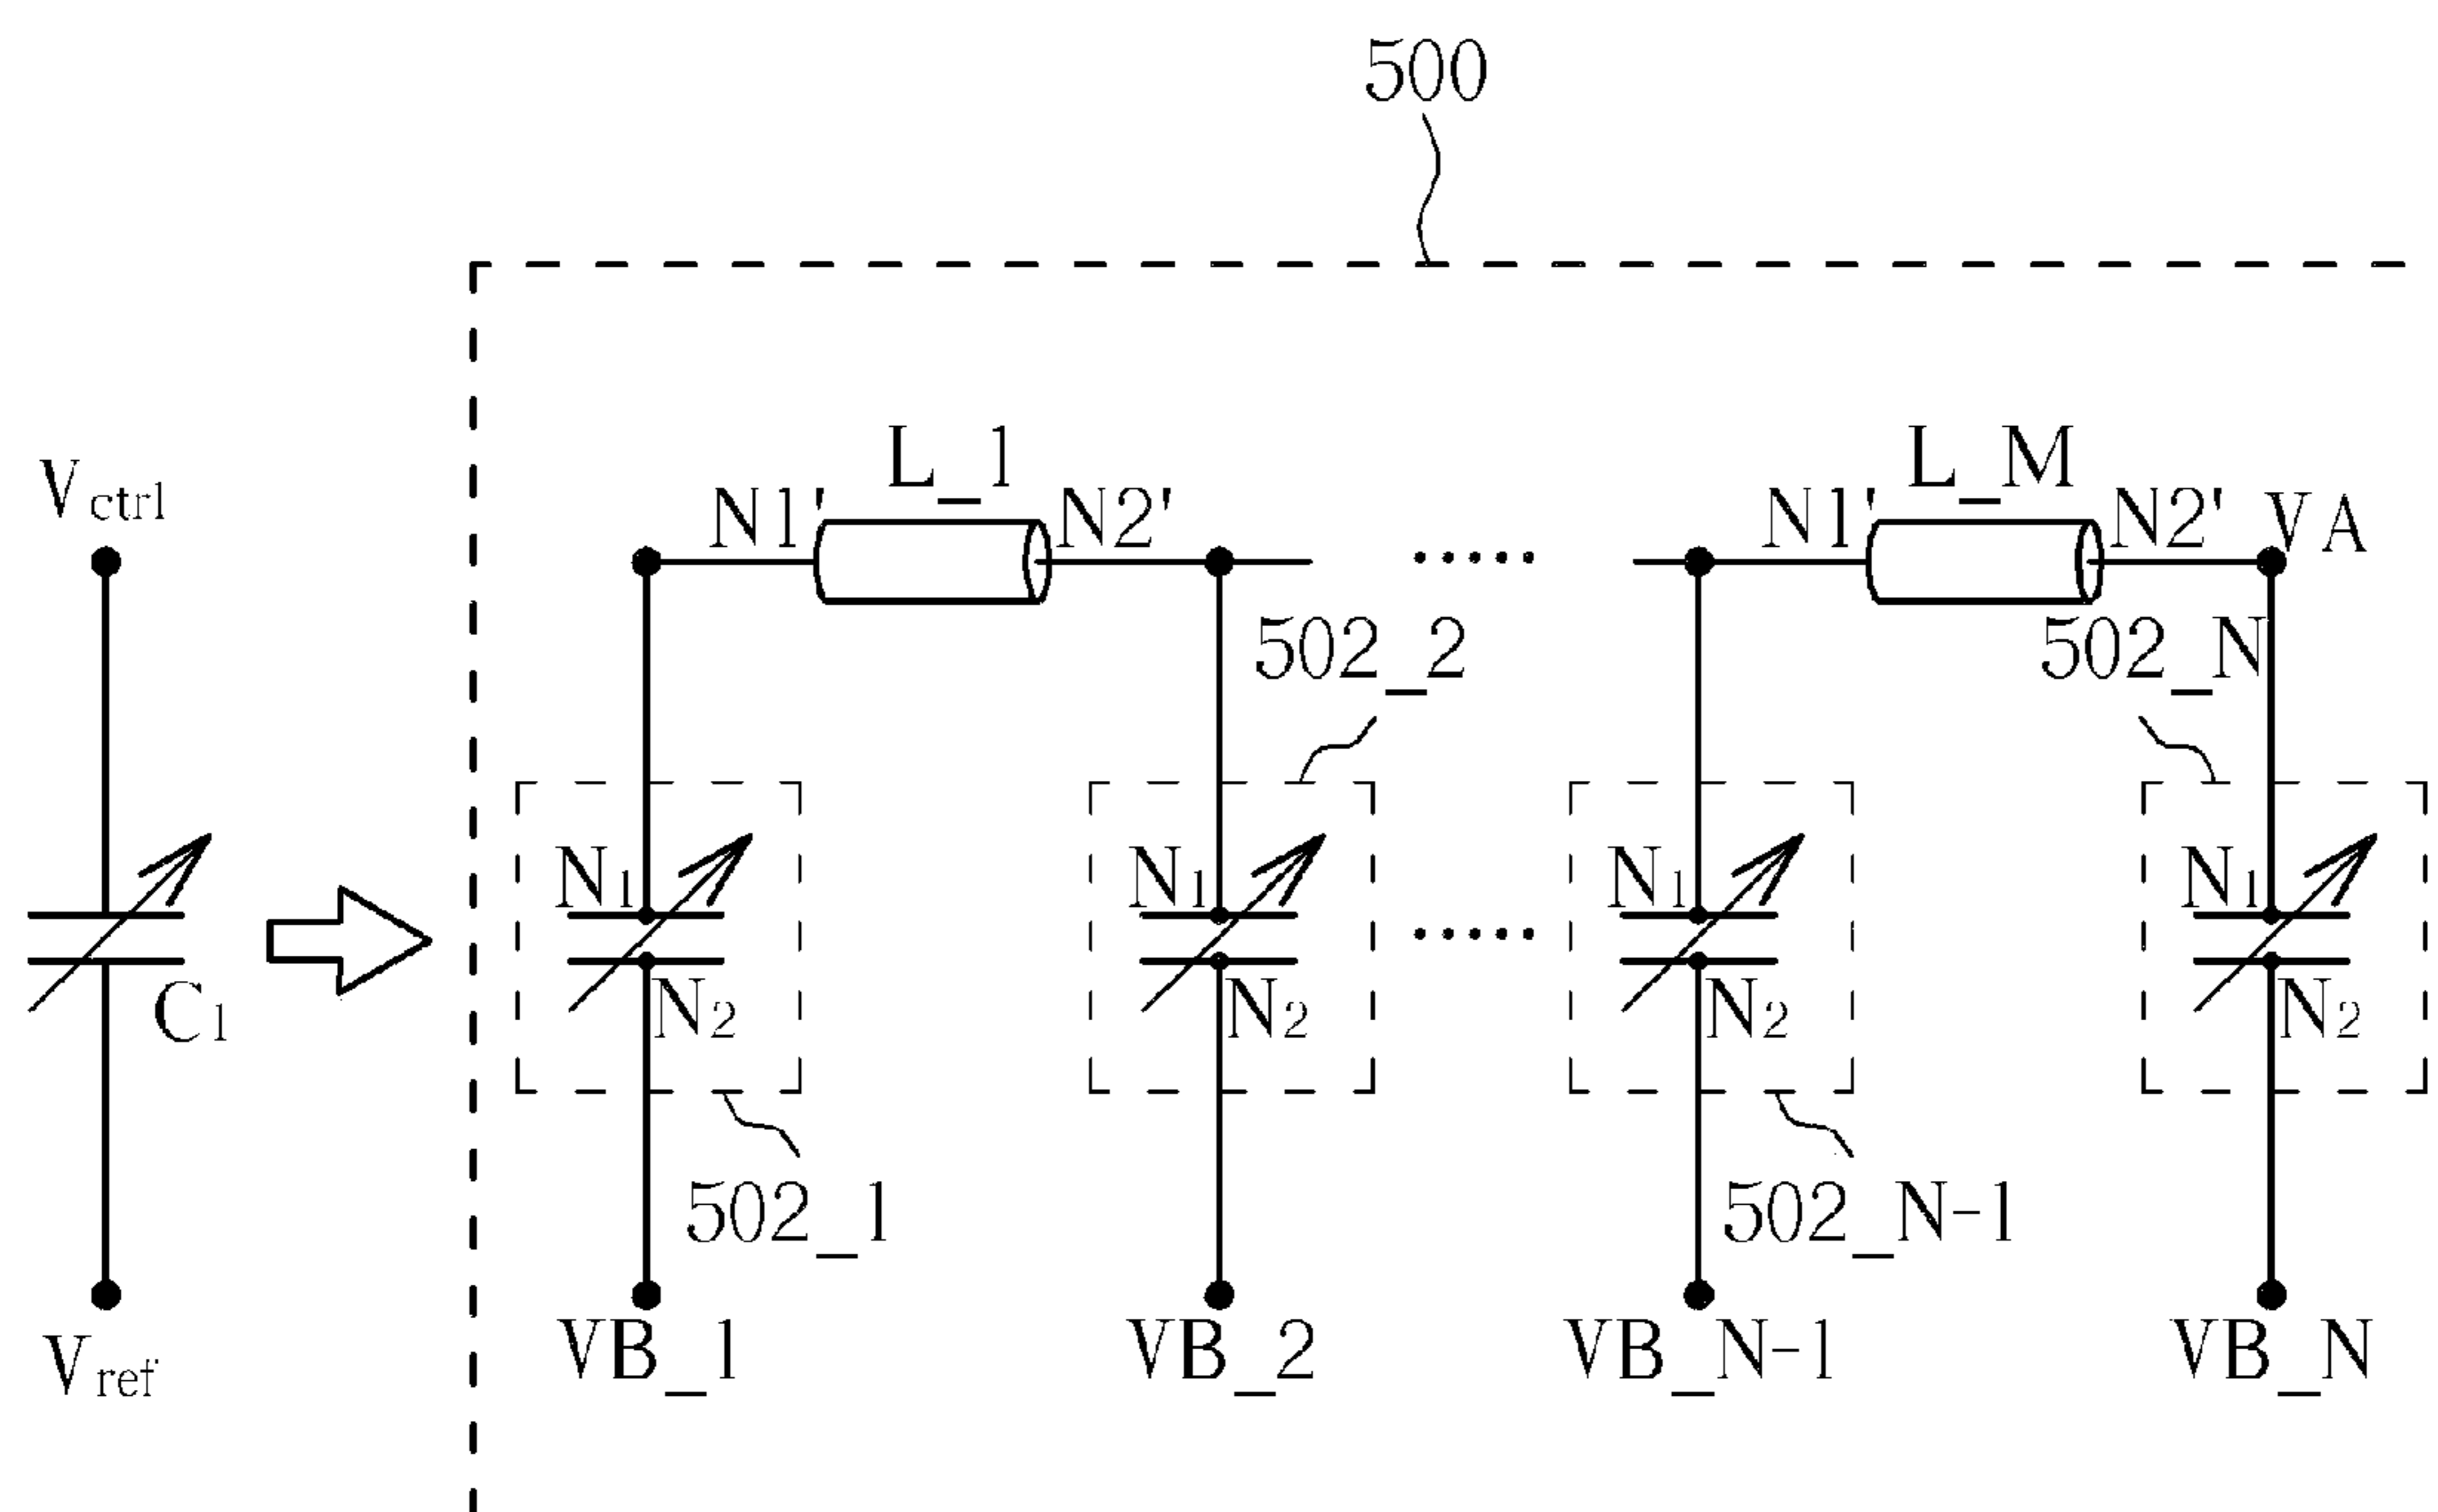 500
Vctrl
L_1
L_M
N1'
N2'
N1'
N2'
VA
502_2
502_N
N1
N1
N1
N1
C1
N2
N2
N2
N2
502_1
502_N-1
Vref
VB_1
VB_2
VB_N-1
VB_N